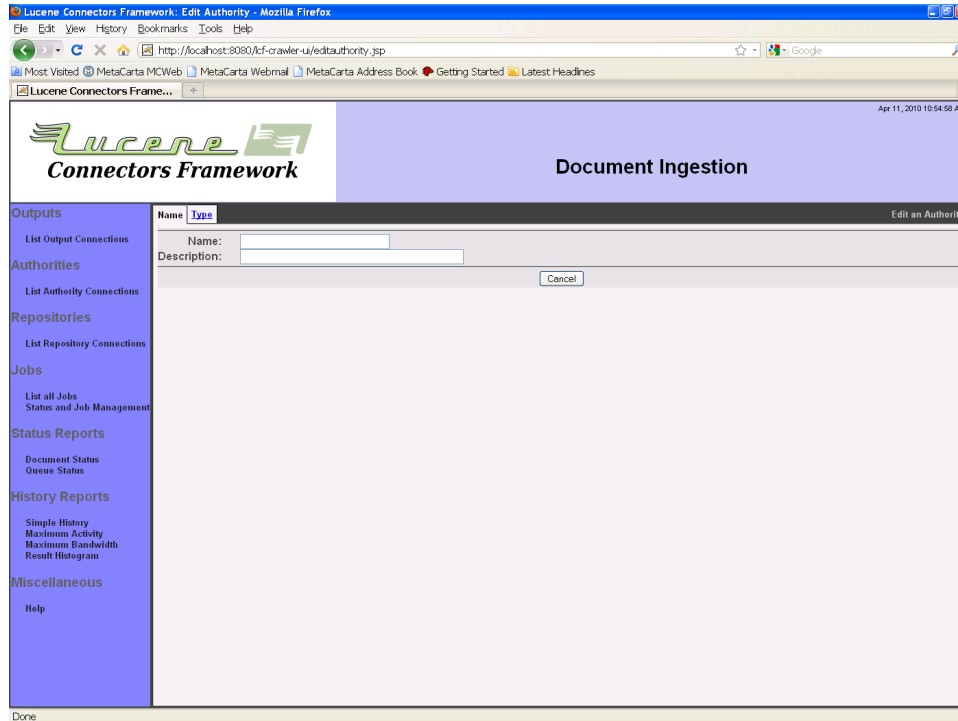 Lucene Connectors Framework: Edit Authority - Mozilla Firefox
File Edit View History Bookmarks Tools Help
http://localhost:8080/lcf-crawler-ui/editauthority.jsp Google
Most Visited MetaCarta MCWeb MetaCarta Webmail MetaCarta Address Book Getting Started Latest Headlines
Lucene Connectors Frame...
Apr 11, 2010 10:54:58 A
Lucene
Connectors Framework
Document Ingestion
Outputs
List Output Connections
Authorities
List Authority Connections
Repositories
List Repository Connections
Jobs
List all Jobs
Status and Job Management
Status Reports
Document Status
Queue Status
History Reports
Simple History
Maximum Activity
Maximum Bandwidth
Result Histogram
Miscellaneous
Help
Name Type Edit an Authorit
Name:
Description:
Cancel
Done